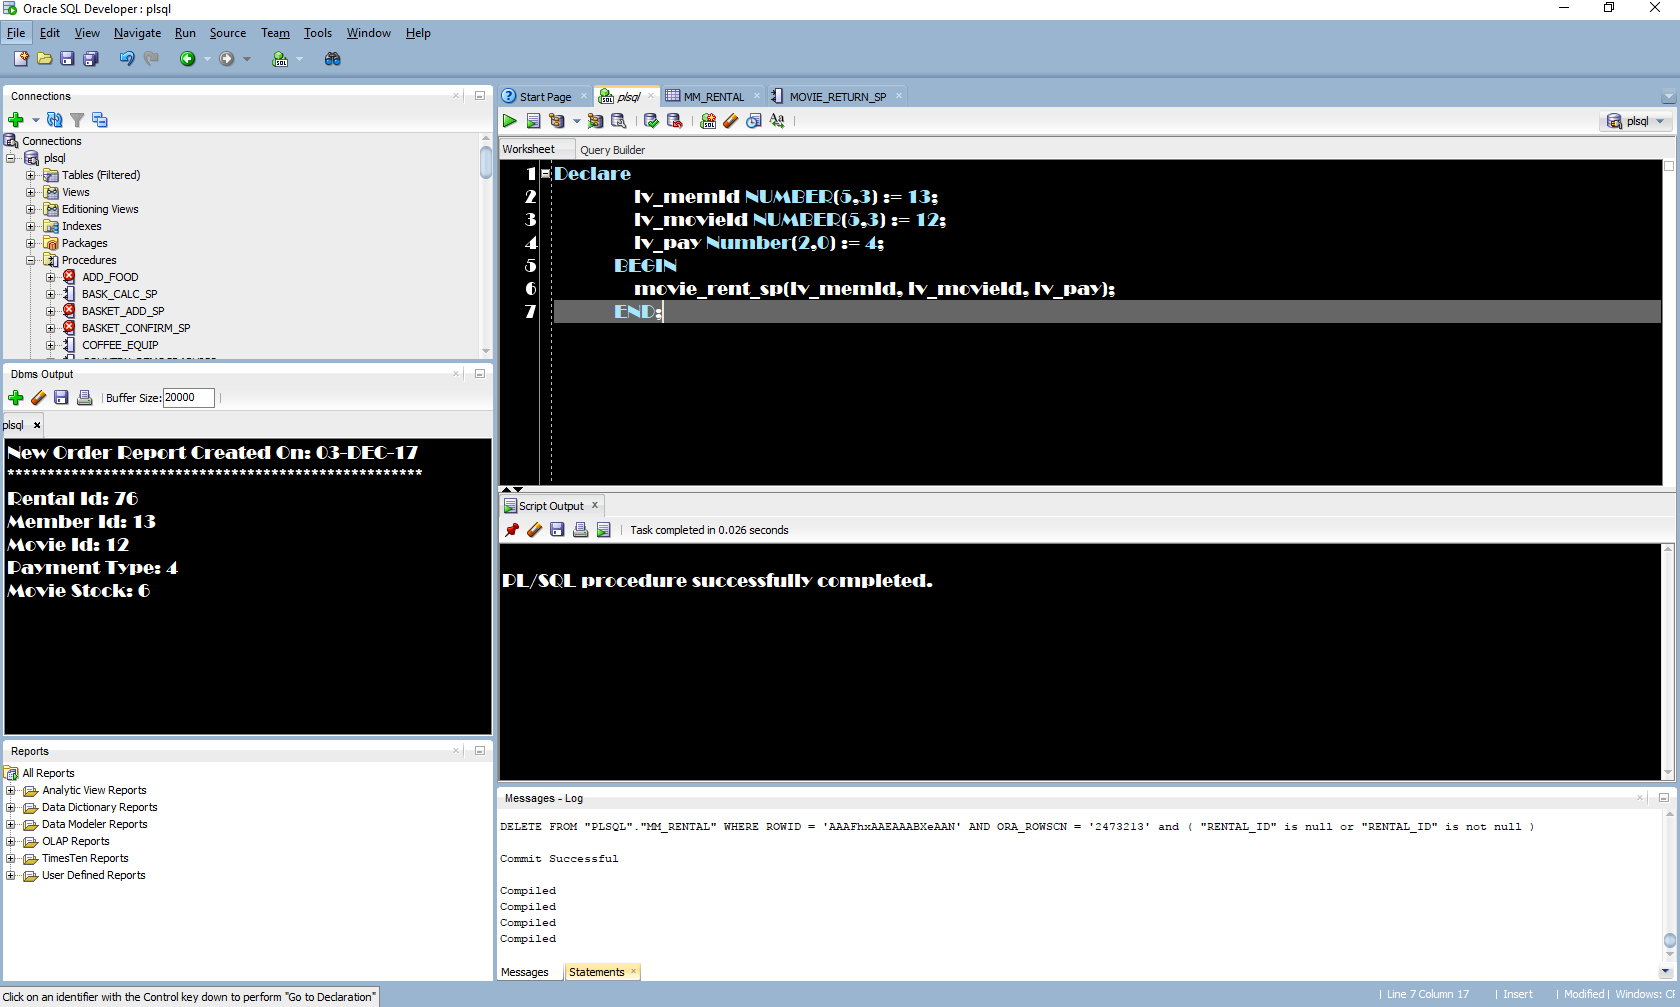 Oracle SQL Developer : plsql
File Edit View Navigate Run Source Team Tools Window Help
Connections
Connections
plsql
Tables (Filtered)
Views
Editioning Views
Indexes
Packages
Procedures
ADD_FOOD
BASK_CALC_SP
BASKET_ADD_SP
BASKET_CONFIRM_SP
COFFEE_EQUIP
Dbms Output
Buffer Size: 20000
plsql
New Order Report Created On: 03-DEC-17
****************************************************
Rental Id: 76
Member Id: 13
Movie Id: 12
Payment Type: 4
Movie Stock: 6
Reports
All Reports
Analytic View Reports
Data Dictionary Reports
Data Modeler Reports
OLAP Reports
TimesTen Reports
User Defined Reports
Start Page plsql MM_RENTAL MOVIE_RETURN_SP
plsql
Worksheet Query Builder
1 Declare
2 lv_memId NUMBER(5,3) := 13;
3 lv_movieId NUMBER(5,3) := 12;
4 lv_pay Number(2,0) := 4;
5 BEGIN
6 movie_rent_sp(lv_memId, lv_movieId, lv_pay);
7 END;
Script Output
Task completed in 0.026 seconds
PL/SQL procedure successfully completed.
Messages - Log
DELETE FROM "PLSQL"."MM_RENTAL" WHERE ROWID = 'AAAFhxAAEAAABXeAAN' AND ORA_ROWSCN = '2473213' and ( "RENTAL_ID" is null or "RENTAL_ID" is not null )
Commit Successful
Compiled
Compiled
Compiled
Compiled
Messages Statements
Click on an identifier with the Control key down to perform "Go to Declaration"
Line 7 Column 17 | Insert | Modified | Windows: